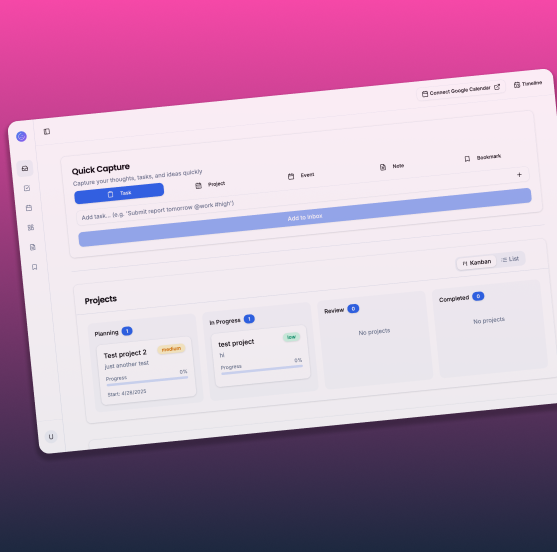 Connect Google Calendar
Timeline
Quick Capture
Capture your thoughts, tasks, and ideas quickly
Task
Project
Event
Note
Bookmark
Add task... (e.g. 'Submit report tomorrow @work #high')
+
Add to Inbox
Projects
Kanban
List
Planning 1
Test project 2 medium
just another test
Progress 0%
Start: 4/28/2025
In Progress 1
test project low
hi
Progress 0%
Review 0
No projects
Completed 0
No projects
U